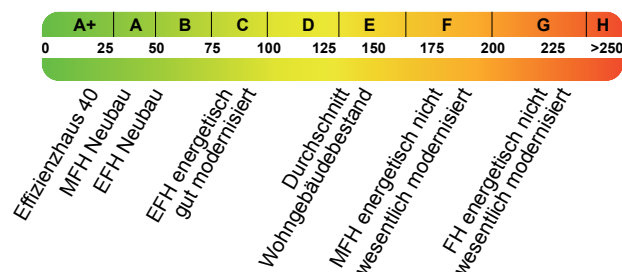 A+ A B C D E F G H
0 25 50 75 100 125 150 175 200 225 >250
Effizienzhaus 40
MFH Neubau
EFH Neubau
EFH energetisch
gut modernisiert
Durchschnitt
Wohngebäudebestand
MFH energetisch nicht
wesentlich modernisiert
FH energetisch nicht
wesentlich modernisiert